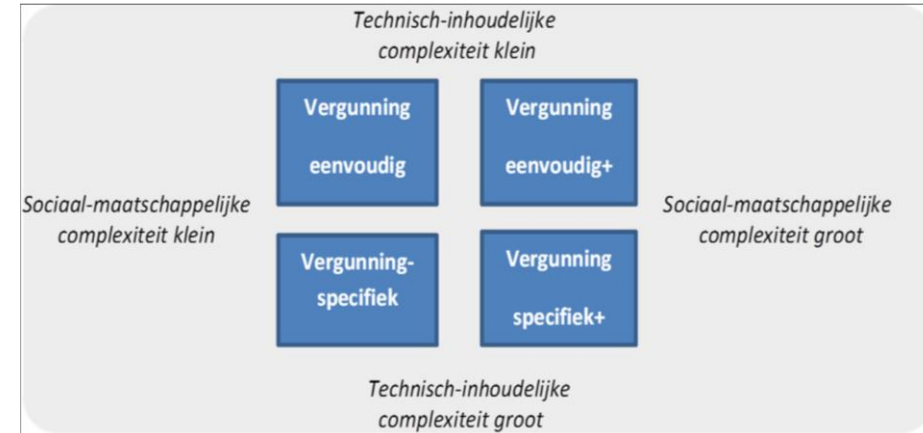 Technisch-inhoudelijke
complexiteit klein
Vergunning
eenvoudig
Vergunning
eenvoudig+
Sociaal-maatschappelijke
complexiteit klein
Sociaal-maatschappelijke
complexiteit groot
Vergunning-
specifiek
Vergunning
specifiek+
Technisch-inhoudelijke
complexiteit groot